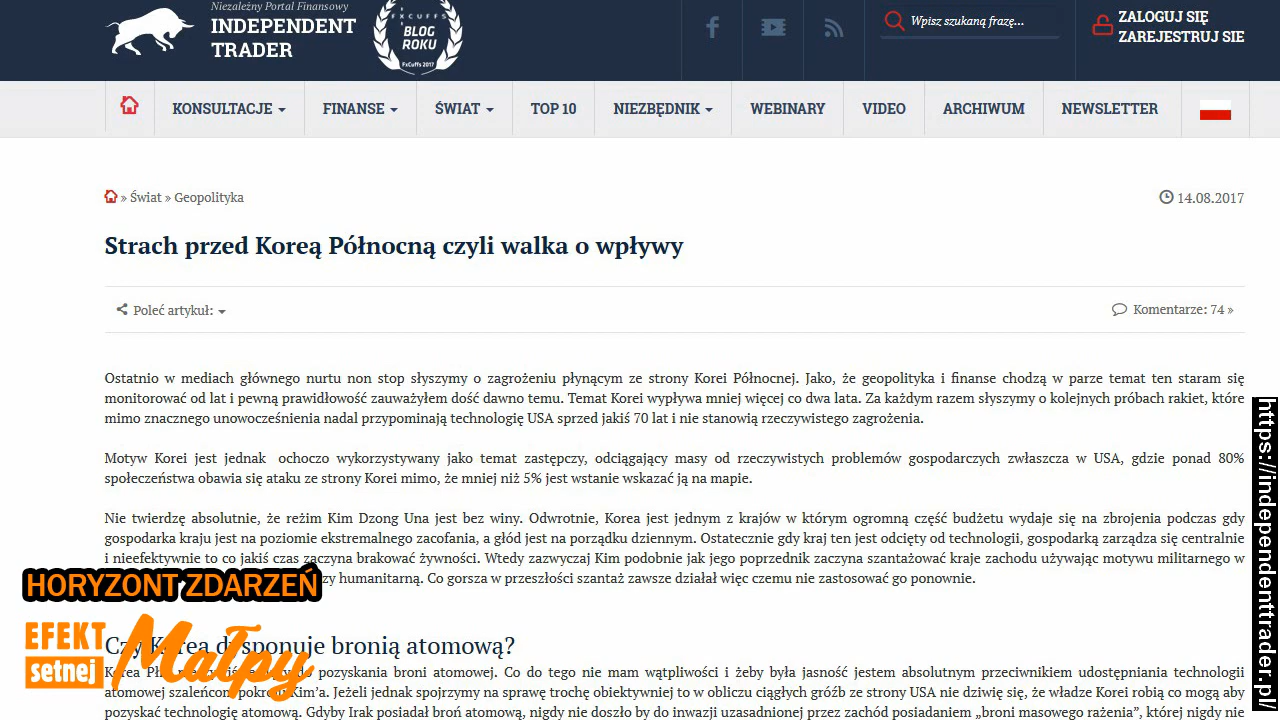 Niezależny Portal Finansowy
INDEPENDENT
TRADER
FXCUFFS
BLOG
ROKU
FxCuffs 2017
Wpisz szukaną frazę...
ZALOGUJ SIĘ
ZAREJESTRUJ SIE
KONSULTACJE FINANSE ŚWIAT TOP 10 NIEZBĘDNIK WEBINARY VIDEO ARCHIWUM NEWSLETTER
» Świat » Geopolityka
14.08.2017
Strach przed Koreą Północną czyli walka o wpływy
Poleć artykuł:
Komentarze: 74 »
Ostatnio w mediach głównego nurtu non stop słyszymy o zagrożeniu płynącym ze strony Korei Północnej. Jako, że geopolityka i finanse chodzą w parze temat ten staram się
monitorować od lat i pewną prawidłowość zauważyłem dość dawno temu. Temat Korei wypływa mniej więcej co dwa lata. Za każdym razem słyszymy o kolejnych próbach rakiet, które
mimo znacznego unowocześnienia nadal przypominają technologię USA sprzed jakiś 70 lat i nie stanowią rzeczywistego zagrożenia.
Motyw Korei jest jednak ochoczo wykorzystywany jako temat zastępczy, odciągający masy od rzeczywistych problemów gospodarczych zwłaszcza w USA, gdzie ponad 80%
społeczeństwa obawia się ataku ze strony Korei mimo, że mniej niż 5% jest wstanie wskazać ją na mapie.
Nie twierdzę absolutnie, że reżim Kim Dzong Una jest bez winy. Odwrotnie, Korea jest jednym z krajów w którym ogromną część budżetu wydaje się na zbrojenia podczas gdy
gospodarka kraju jest na poziomie ekstremalnego zacofania, a głód jest na porządku dziennym. Ostatecznie gdy kraj ten jest odcięty od technologii, gospodarką zarządza się centralnie
i nieefektywnie to co jakiś czas zaczyna brakować żywności. Wtedy zazwyczaj Kim podobnie jak jego poprzednik zaczyna szantażować kraje zachodu używając motywu militarnego w
humanitarną. Co gorsza w przeszłości szantaż zawsze działał więc czemu nie zastosować go ponownie.
HORYZONT ZDARZEŃ
EFEKT
setnej
Małpy
Czy Korea dysponuje bronią atomową?
Korea pozyskania broni atomowej. Co do tego nie mam wątpliwości i żeby była jasność jestem absolutnym przeciwnikiem udostępniania technologii
atomowej szaleńcom pokroju Kim'a. Jeżeli jednak spojrzymy na sprawę trochę obiektywniej to w obliczu ciągłych gróźb ze strony USA nie dziwię się, że władze Korei robią co mogą aby
pozyskać technologię atomową. Gdyby Irak posiadał broń atomową, nigdy nie doszło by do inwazji uzasadnionej przez zachód posiadaniem „broni masowego rażenia”, której nigdy nie
https://independenttrader.pl/